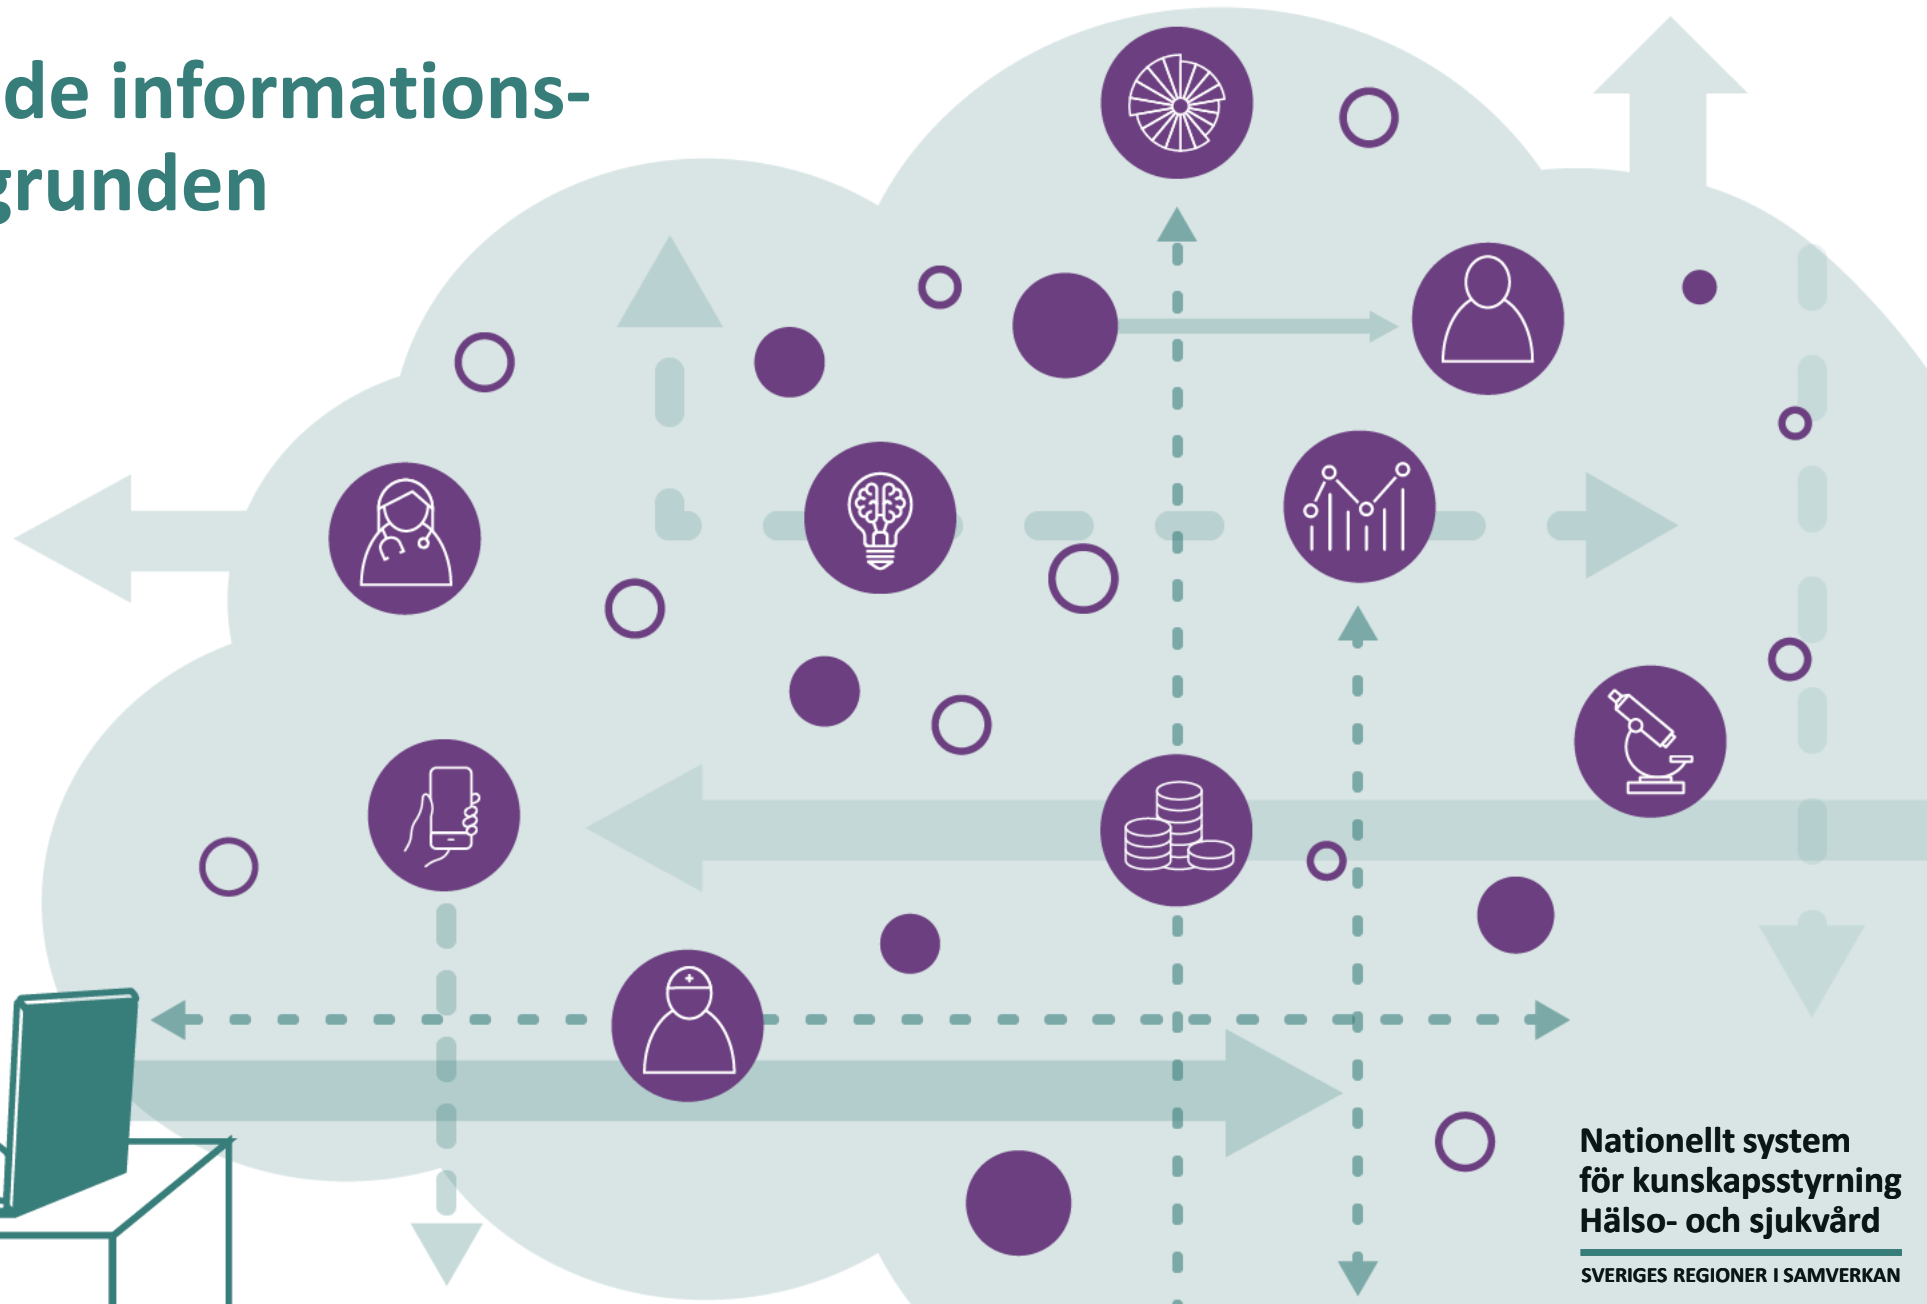 de informations-
grunden
Nationellt system
för kunskapsstyrning
Hälso- och sjukvård
SVERIGES REGIONER I SAMVERKAN